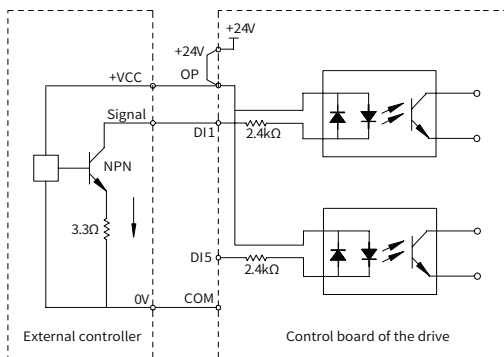 +24V
+24V
+VCC
OP
Signal
DI1
2.4kΩ
NPN
3.3Ω
DI5
2.4kΩ
0V
COM
External controller
Control board of the drive